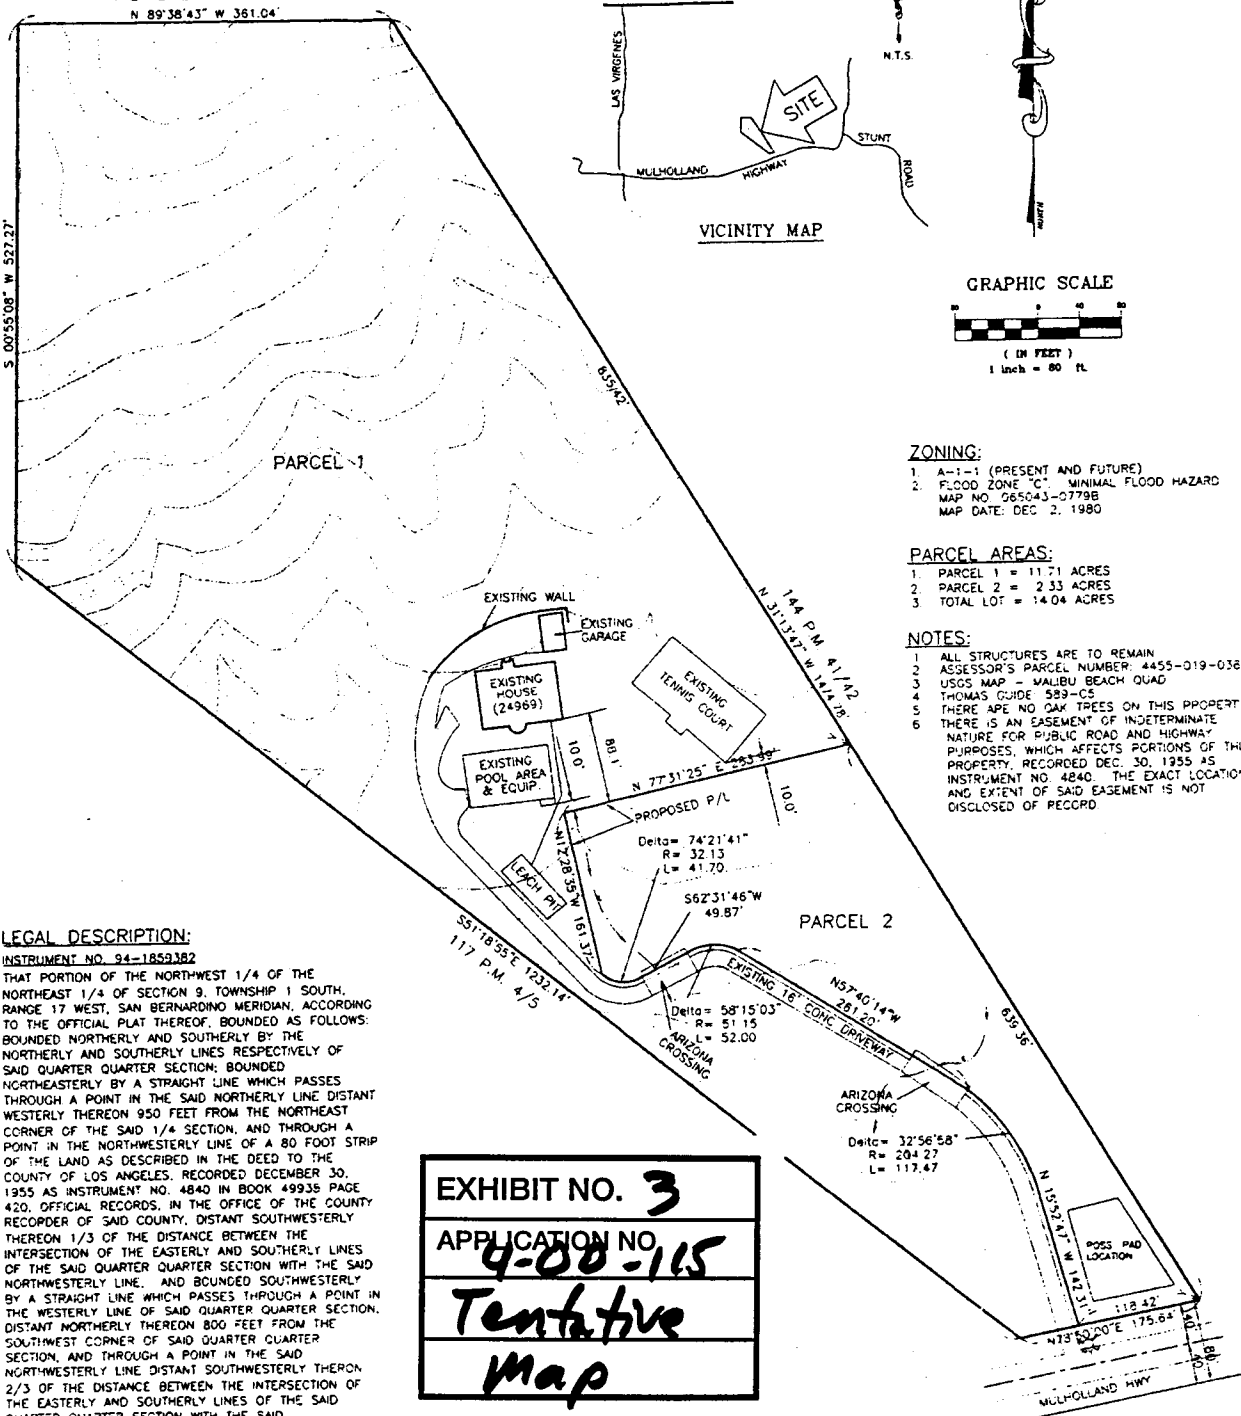 N 89°38'43" W 361.04'
LAS VIRGENES
N.T.S.
SITE
STUNT
ROAD
MULHOLLAND
HIGHWAY
VICINITY MAP
NORTH
GRAPHIC SCALE
80 0 40 80
( IN FEET )
1 inch = 80 ft.
S 00°55'08" W 527.27'
835.42'
PARCEL 1
ZONING:
1. A-1-1 (PRESENT AND FUTURE)
2. FLOOD ZONE "C". MINIMAL FLOOD HAZARD
MAP NO. 065043-0779B
MAP DATE: DEC 2, 1980
PARCEL AREAS:
1. PARCEL 1 = 11.71 ACRES
2. PARCEL 2 = 2.33 ACRES
3. TOTAL LOT = 14.04 ACRES
NOTES:
1 ALL STRUCTURES ARE TO REMAIN
2 ASSESSOR'S PARCEL NUMBER: 4455-019-038
3 USGS MAP - MALIBU BEACH QUAD
4 THOMAS GUIDE 589-C5
5 THERE ARE NO OAK TREES ON THIS PROPERT
6 THERE IS AN EASEMENT OF INDETERMINATE
NATURE FOR PUBLIC ROAD AND HIGHWAY
PURPOSES, WHICH AFFECTS PORTIONS OF THE
PROPERTY, RECORDED DEC. 30, 1955 AS
INSTRUMENT NO. 4840. THE EXACT LOCATION
AND EXTENT OF SAID EASEMENT IS NOT
DISCLOSED OF RECORD
EXISTING WALL
EXISTING
GARAGE
EXISTING
HOUSE
(24969)
EXISTING
TENNIS COURT
144 P.M. 41/42
N 31°13'47" W 1474.78'
EXISTING
POOL AREA
& EQUIP.
10.0'
88.1'
N 77°31'25" E
10.0'
PROPOSED P/L
Delta= 74°21'41"
R= 32.13
L= 41.70
LEACH PIT
N12°28'35"W 161.37'
S62°31'46"W
49.87'
PARCEL 2
S51°18'55"E 1232.14'
117 P.M. 4/5
Delta= 58°15'03"
R= 51.15
L= 52.00
ARIZONA
CROSSING
EXISTING 16' CONC. DRIVEWAY
N57°40'14"W
261.20'
639.36'
ARIZONA
CROSSING
Delta= 32°56'58"
R= 204.27
L= 117.47
N 15°52'47" W 142.31'
POSS PAD
LOCATION
118.42'
N73°50'00"E 175.64'
40'
40'
80'
MULHOLLAND HWY
LEGAL DESCRIPTION:
INSTRUMENT NO. 94-1859382
THAT PORTION OF THE NORTHWEST 1/4 OF THE
NORTHEAST 1/4 OF SECTION 9, TOWNSHIP 1 SOUTH,
RANGE 17 WEST, SAN BERNARDINO MERIDIAN, ACCORDING
TO THE OFFICIAL PLAT THEREOF, BOUNDED AS FOLLOWS:
BOUNDED NORTHERLY AND SOUTHERLY BY THE
NORTHERLY AND SOUTHERLY LINES RESPECTIVELY OF
SAID QUARTER QUARTER SECTION; BOUNDED
NORTHEASTERLY BY A STRAIGHT LINE WHICH PASSES
THROUGH A POINT IN THE SAID NORTHERLY LINE DISTANT
WESTERLY THEREON 950 FEET FROM THE NORTHEAST
CORNER OF THE SAID 1/4 SECTION, AND THROUGH A
POINT IN THE NORTHWESTERLY LINE OF A 80 FOOT STRIP
OF THE LAND AS DESCRIBED IN THE DEED TO THE
COUNTY OF LOS ANGELES, RECORDED DECEMBER 30,
1955 AS INSTRUMENT NO. 4840 IN BOOK 49935 PAGE
420, OFFICIAL RECORDS, IN THE OFFICE OF THE COUNTY
RECORDER OF SAID COUNTY, DISTANT SOUTHWESTERLY
THEREON 1/3 OF THE DISTANCE BETWEEN THE
INTERSECTION OF THE EASTERLY AND SOUTHERLY LINES
OF THE SAID QUARTER QUARTER SECTION WITH THE SAID
NORTHWESTERLY LINE, AND BOUNDED SOUTHWESTERLY
BY A STRAIGHT LINE WHICH PASSES THROUGH A POINT IN
THE WESTERLY LINE OF SAID QUARTER QUARTER SECTION,
DISTANT NORTHERLY THEREON 800 FEET FROM THE
SOUTHWEST CORNER OF SAID QUARTER QUARTER
SECTION, AND THROUGH A POINT IN THE SAID
NORTHWESTERLY LINE DISTANT SOUTHWESTERLY THERON
2/3 OF THE DISTANCE BETWEEN THE INTERSECTION OF
THE EASTERLY AND SOUTHERLY LINES OF THE SAID
QUARTER QUARTER SECTION WITH THE SAID
EXHIBIT NO. 3
APPLICATION NO.
4-00-115
Tentative
Map